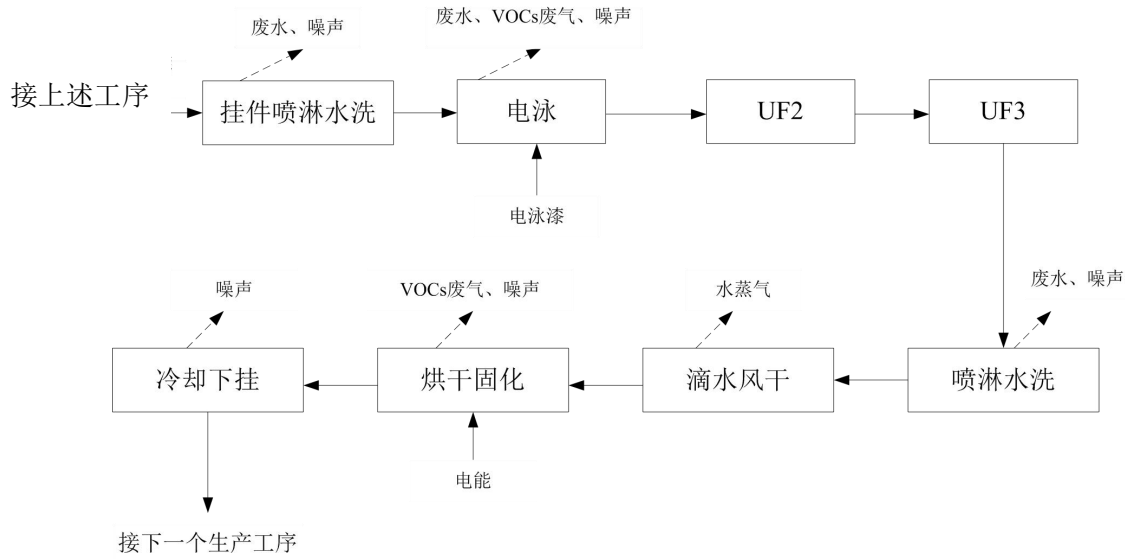 废水、噪声
废水、VOCs废气、噪声
接上述工序
挂件喷淋水洗
电泳
UF2
UF3
电泳漆
噪声
VOCs废气、噪声
水蒸气
废水、噪声
冷却下挂
烘干固化
滴水风干
喷淋水洗
电能
接下一个生产工序